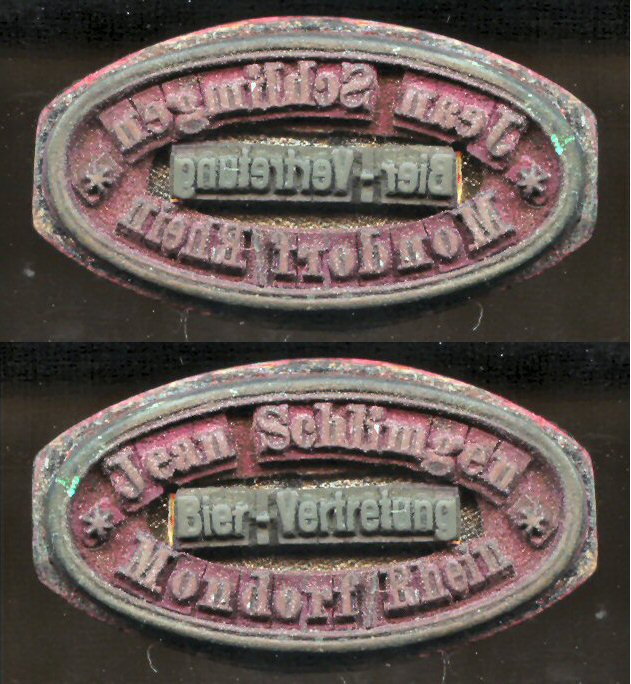 Jean Schlimgen
Bier-Vertretung
Mondorf/Rhein
Jean Schlimgen
* Bier-Vertretung *
Mondorf/Rhein